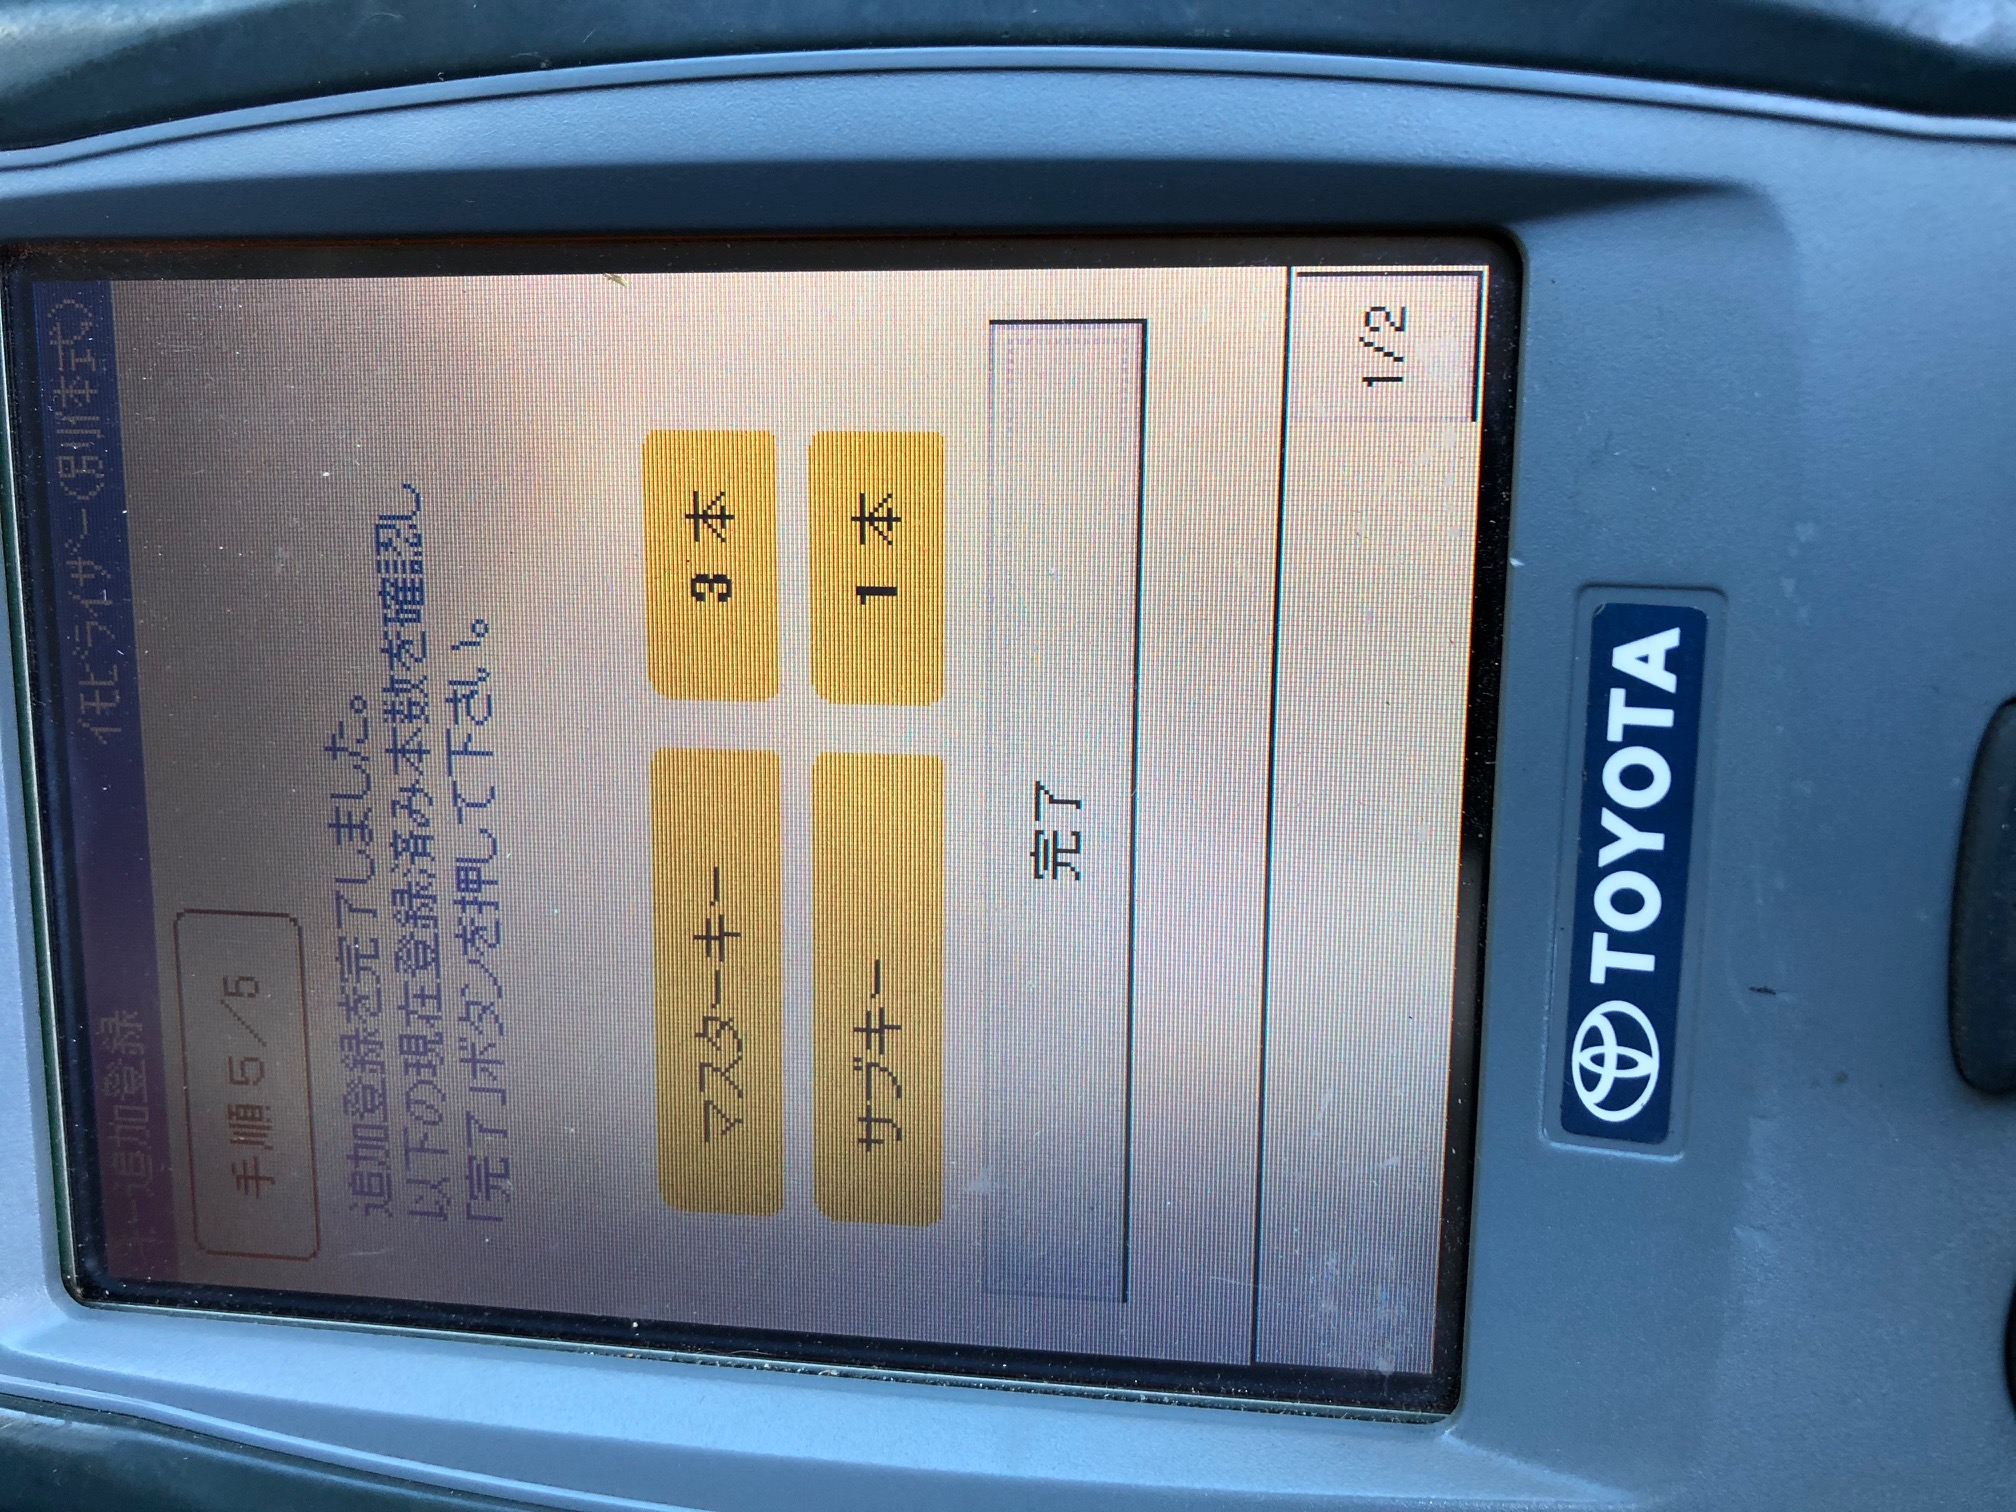 イモビライザー(別体式)
キー追加登録
手順5/5
追加登録を完了しました。
以下の現在登録済み本数を確認し
「完了」ボタンを押して下さい。
マスターキー 3 本
サブキー 1 本
完了
1/2
TOYOTA